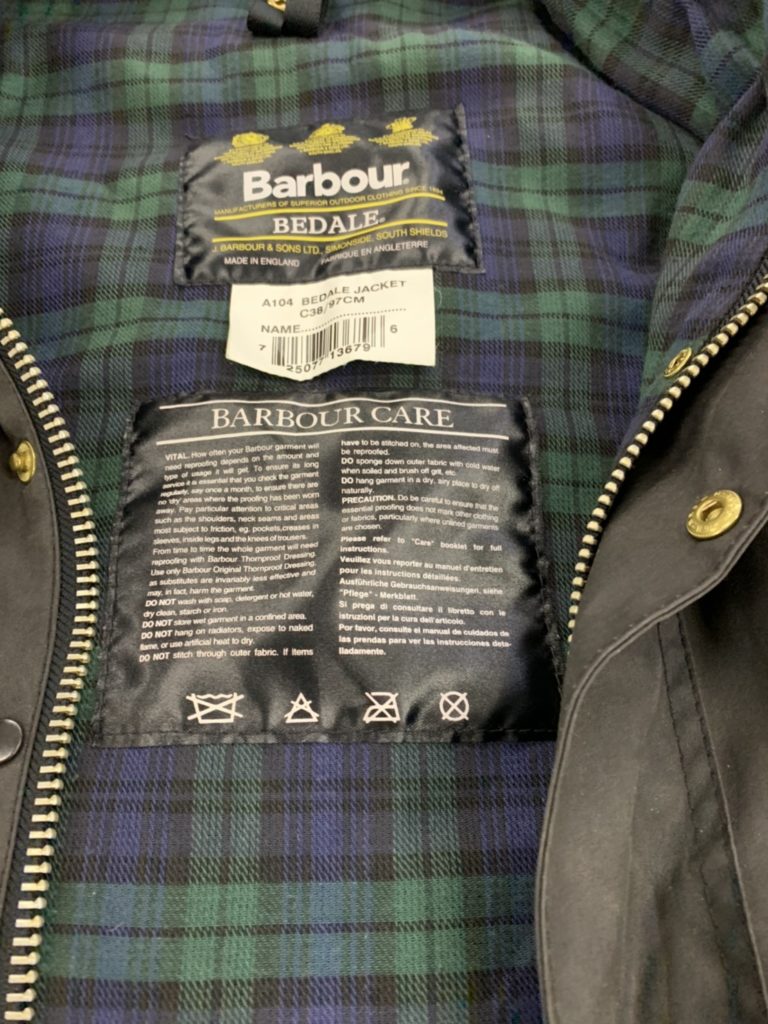 Barbour®
MANUFACTURERS OF SUPERIOR OUTDOOR CLOTHING SINCE 1894
BEDALE®
J. BARBOUR & SONS LTD., SIMONSIDE, SOUTH SHIELDS
MADE IN ENGLAND FABRIQUE EN ANGLETERRE
A104 BEDALE JACKET
C38/97CM
NAME
7 25077 13679 6
BARBOUR CARE
VITAL. How often your Barbour garment will
need reproofing depends on the amount and
type of usage it will get. To ensure its long
service it is essential that you check the garment
regularly, say once a month, to ensure there are
no 'dry' areas where the proofing has been worn
away. Pay particular attention to critical areas
such as the shoulders, neck seams and areas
most subject to friction, eg. pockets,creases in
sleeves, inside legs and the knees of trousers.
From time to time the whole garment will need
reproofing with Barbour Thornproof Dressing.
Use only Barbour Original Thornproof Dressing,
as substitutes are invariably less effective and
may, in fact, harm the garment.
DO NOT wash with soap, detergent or hot water,
dry clean, starch or iron.
DO NOT store wet garment in a confined area.
DO NOT hang on radiators, expose to naked
flame, or use artificial heat to dry.
DO NOT stitch through outer fabric. If items
have to be stitched on, the area affected must
be reproofed.
DO sponge down outer fabric with cold water
when soiled and brush off grit, etc.
DO hang garment in a dry, airy place to dry off
naturally.
PRECAUTION. Do be careful to ensure that the
essential proofing does not mark other clothing
or fabrics, particularly where unlined garments
are chosen.
Please refer to "Care" booklet for full
instructions.
Veuillez vous reporter au manuel d'entretien
pour les instructions détaillées.
Ausführliche Gebrauchsanweisungen, siehe
"Pflege" - Merkblatt.
Si prega di consultare il libretto con le
istruzioni per la cura dell'articolo.
Por favor, consulte el manual de cuidados de
las prendas para ver las instrucciones deta-
lladamente.